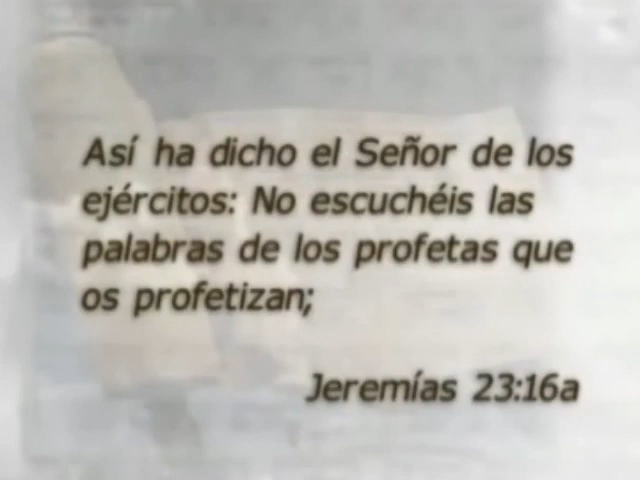 Así ha dicho el Señor de los
ejércitos: No escuchéis las
palabras de los profetas que
os profetizan;
Jeremías 23:16a